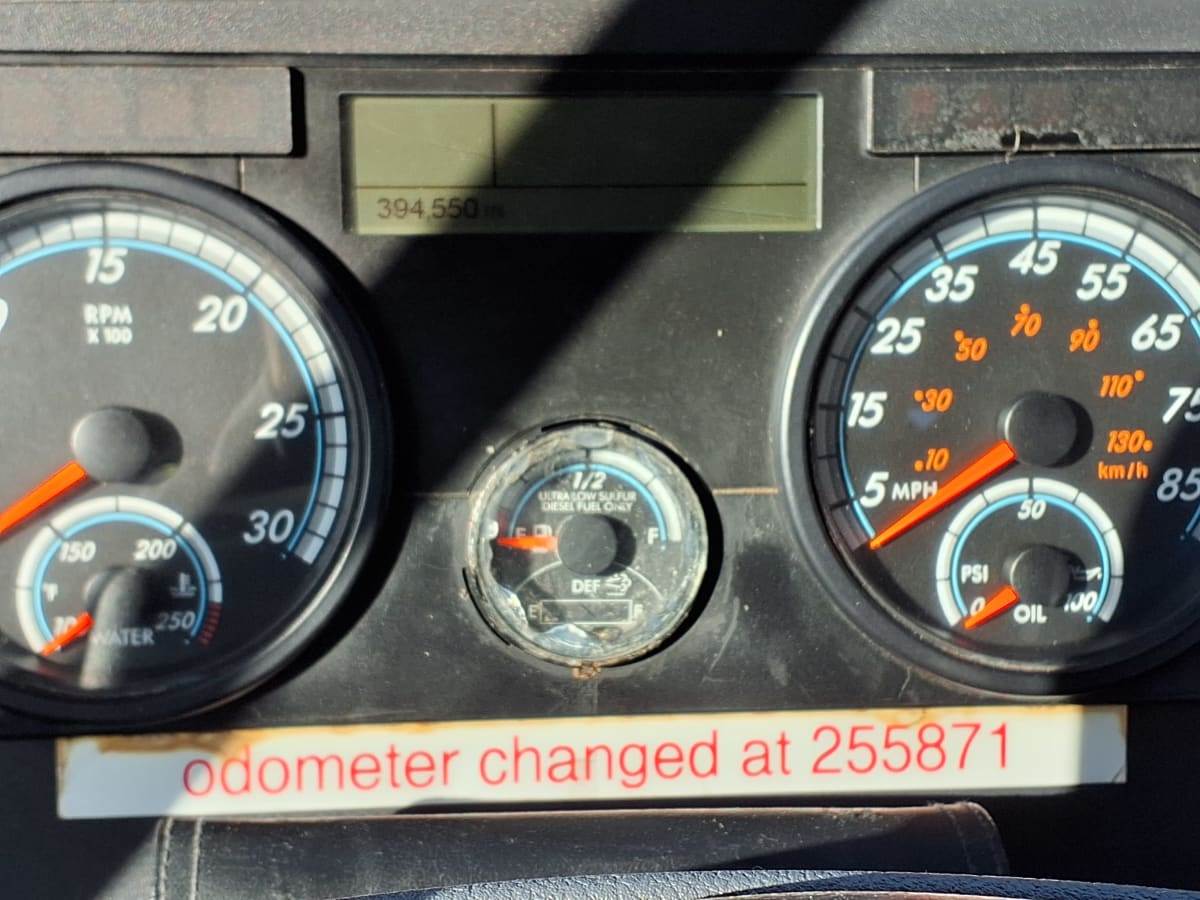 394,550
15
RPM
X 100
20
25
30
150
200
°F
250
WATER
1/2
ULTRA LOW SULFUR
DIESEL FUEL ONLY
E
F
DEF
E
F
5
15
25
35
45
55
65
75
85
MPH
10
30
50
70
90
110
130
km/h
50
PSI
0
100
OIL
odometer changed at 255871